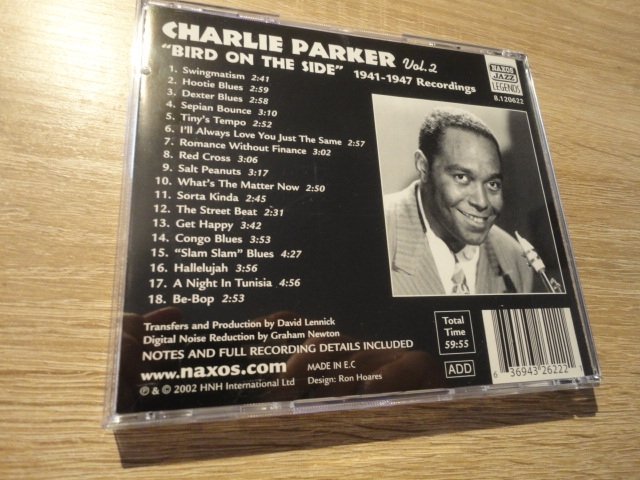 CHARLIE PARKER Vol.2
"BIRD ON THE SIDE" 1941-1947 Recordings
NAXOS
JAZZ
LEGENDS
8.120622
1. Swingmatism 2:41
2. Hootie Blues 2:59
3. Dexter Blues 2:58
4. Sepian Bounce 3:10
5. Tiny's Tempo 2:52
6. I'll Always Love You Just The Same 2:57
7. Romance Without Finance 3:02
8. Red Cross 3:06
9. Salt Peanuts 3:17
10. What's The Matter Now 2:50
11. Sorta Kinda 2:45
12. The Street Beat 2:31
13. Get Happy 3:42
14. Congo Blues 3:53
15. "Slam Slam" Blues 4:27
16. Hallelujah 3:56
17. A Night In Tunisia 4:56
18. Be-Bop 2:53
Transfers and Production by David Lennick
Digital Noise Reduction by Graham Newton
NOTES AND FULL RECORDING DETAILS INCLUDED
www.naxos.com MADE IN E.C
℗ & © 2002 HNH International Ltd Design: Ron Hoares
Total
Time
59:55
ADD
6 36943 26222